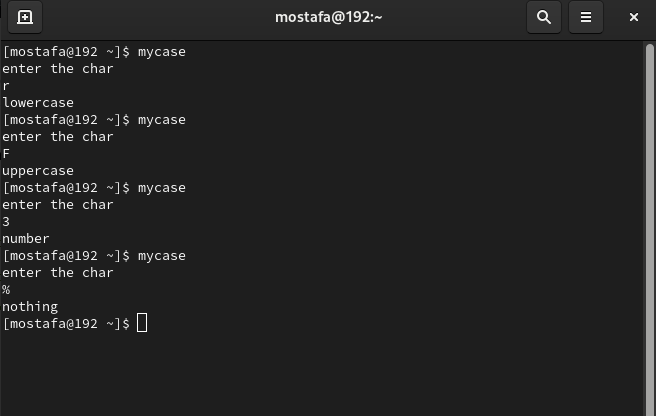 mostafa@192:~
[mostafa@192 ~]$ mycase
enter the char
r
lowercase
[mostafa@192 ~]$ mycase
enter the char
F
uppercase
[mostafa@192 ~]$ mycase
enter the char
3
number
[mostafa@192 ~]$ mycase
enter the char
%
nothing
[mostafa@192 ~]$